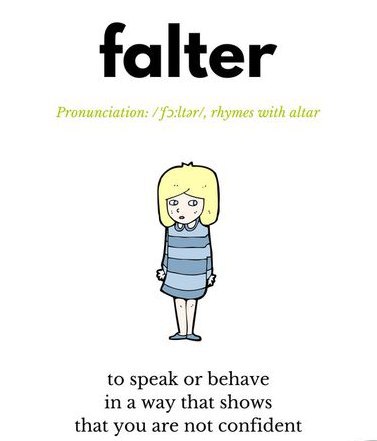 falter
Pronunciation: /ˈfɔːltər/, rhymes with altar
to speak or behave
in a way that shows
that you are not confident